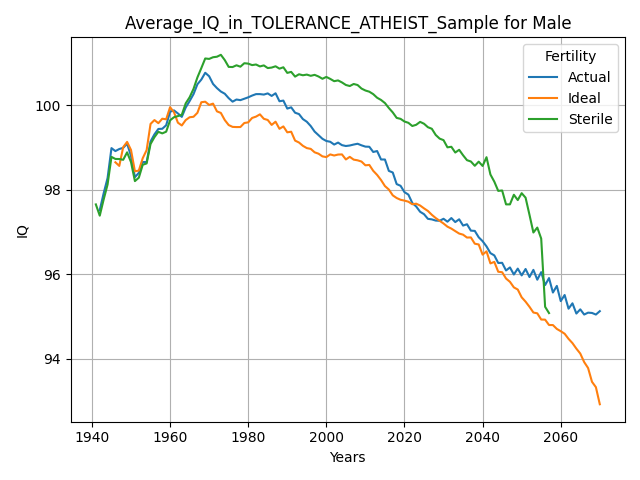 Average_IQ_in_TOLERANCE_ATHEIST_Sample for Male
Fertility
Actual
Ideal
Sterile
100
98
96
94
IQ
1940 1960 1980 2000 2020 2040 2060
Years